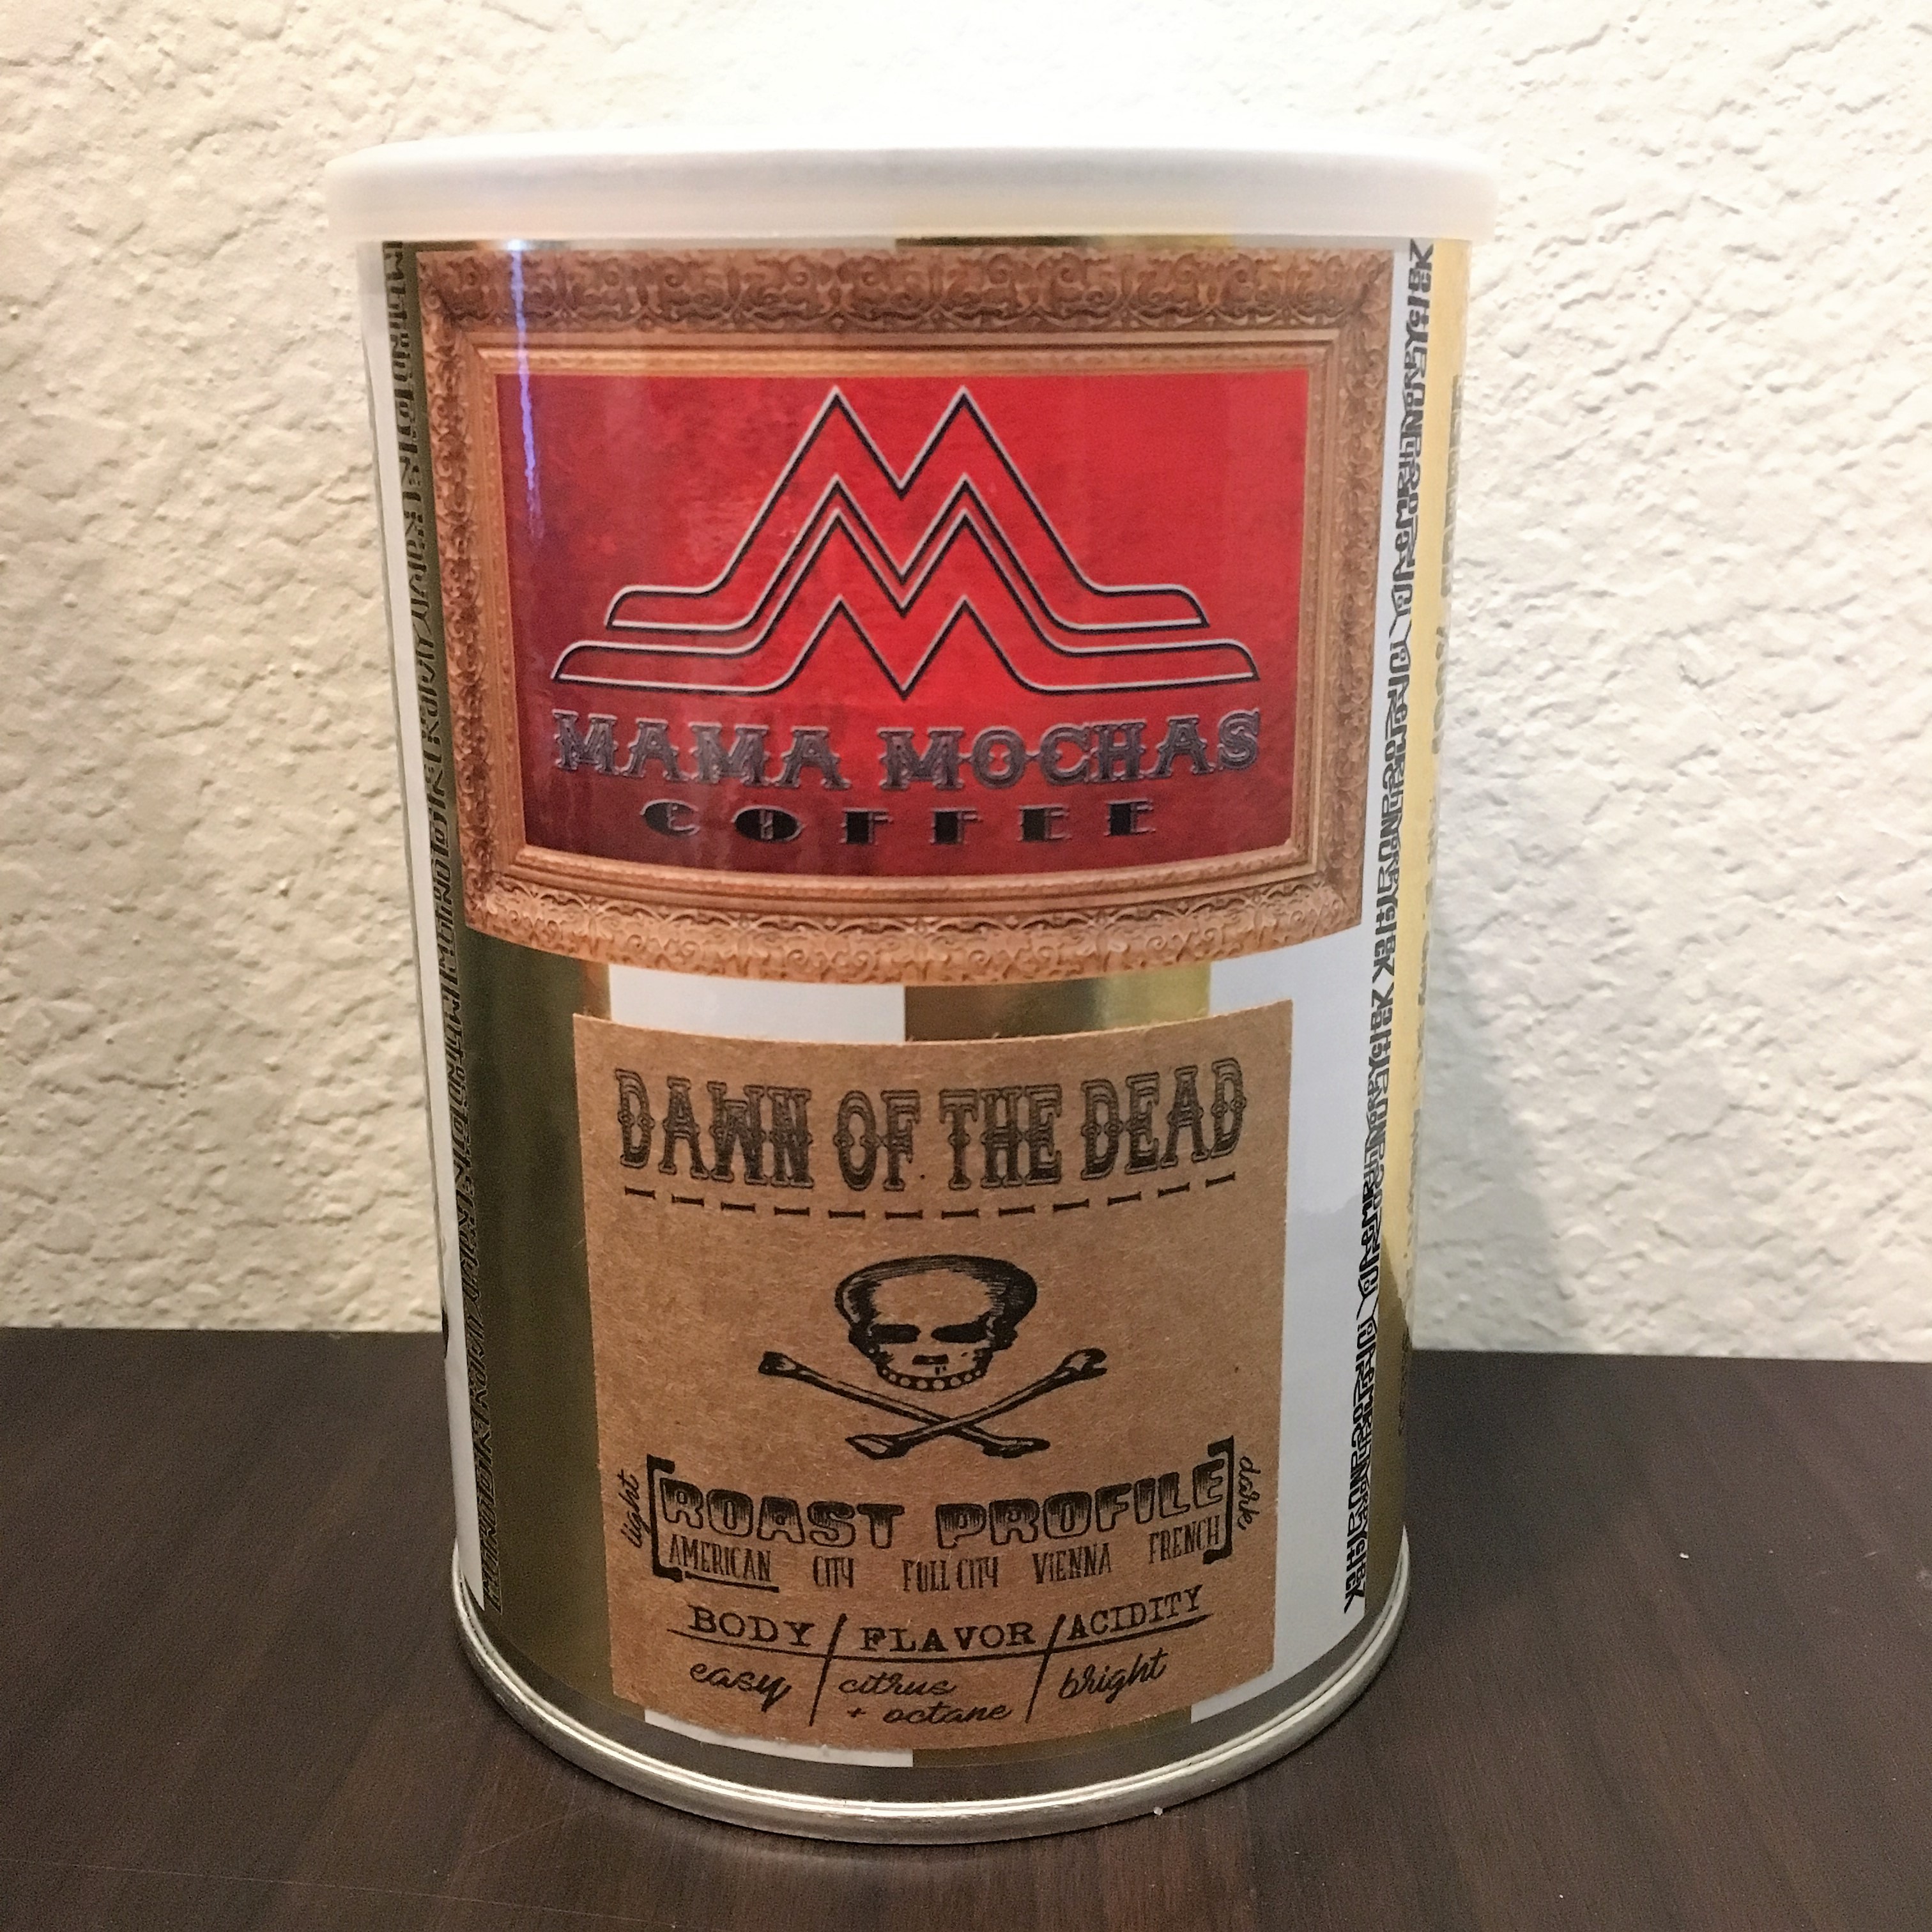 MAMA MOCHAS
COFFEE
DAWN OF THE DEAD
light
ROAST PROFILE
dark
AMERICAN CITY FULL CITY VIENNA FRENCH
BODY / FLAVOR / ACIDITY
easy citrus bright
+ octane